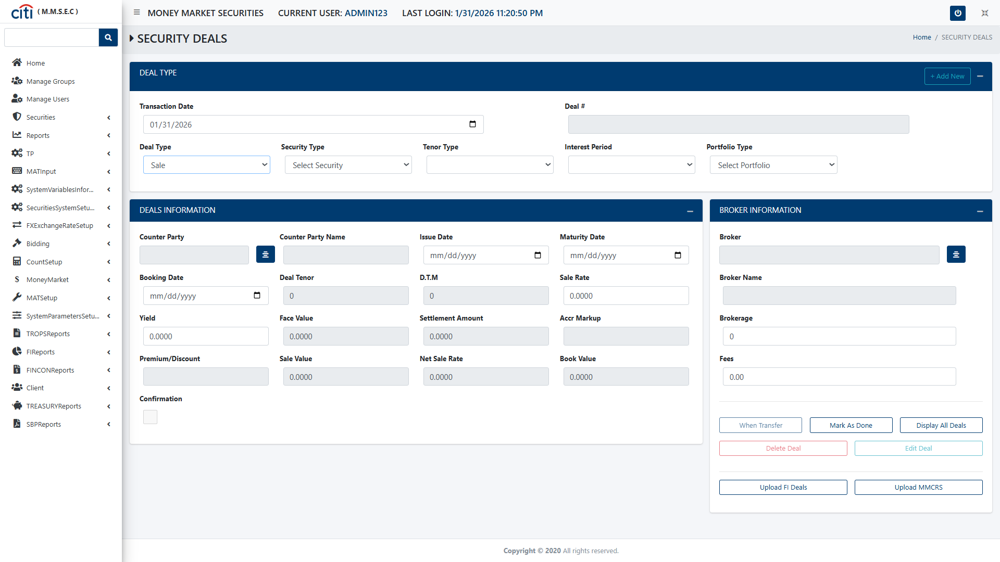 citi ( M.M.S.E.C )
MONEY MARKET SECURITIES CURRENT USER: ADMIN123 LAST LOGIN: 1/31/2026 11:20:50 PM
SECURITY DEALS
Home / SECURITY DEALS
Home
Manage Groups
Manage Users
Securities
Reports
TP
MATInput
SystemVariablesInfor...
SecuritiesSystemSetu...
FXExchangeRateSetup
Bidding
CountSetup
MoneyMarket
MATSetup
SystemParametersSetu...
TROPSReports
FIReports
FINCONReports
Client
TREASURYReports
SBPReports
DEAL TYPE
+ Add New
Transaction Date Deal #
01/31/2026
Deal Type Security Type Tenor Type Interest Period Portfolio Type
Sale Select Security Select Portfolio
DEALS INFORMATION
Counter Party Counter Party Name Issue Date Maturity Date
mm/dd/yyyy mm/dd/yyyy
Booking Date Deal Tenor D.T.M Sale Rate
mm/dd/yyyy 0 0 0.0000
Yield Face Value Settlement Amount Accr Markup
0.0000 0.0000 0.0000
Premium/Discount Sale Value Net Sale Rate Book Value
0.0000 0.0000 0.0000
Confirmation
BROKER INFORMATION
Broker
Broker Name
Brokerage
0
Fees
0.00
When Transfer Mark As Done Display All Deals
Delete Deal Edit Deal
Upload FI Deals Upload MMCRS
Copyright © 2020 All rights reserved.